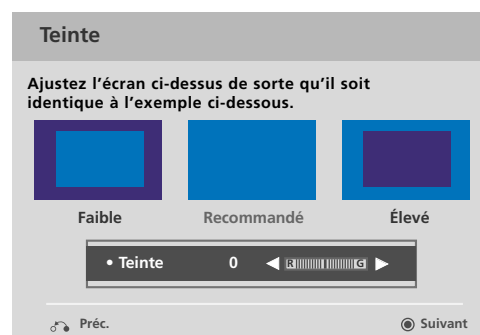 Teinte
Ajustez l'écran ci-dessus de sorte qu'il soit
identique à l'exemple ci-dessous.
Faible Recommandé Élevé
• Teinte 0 R G
Préc. Suivant